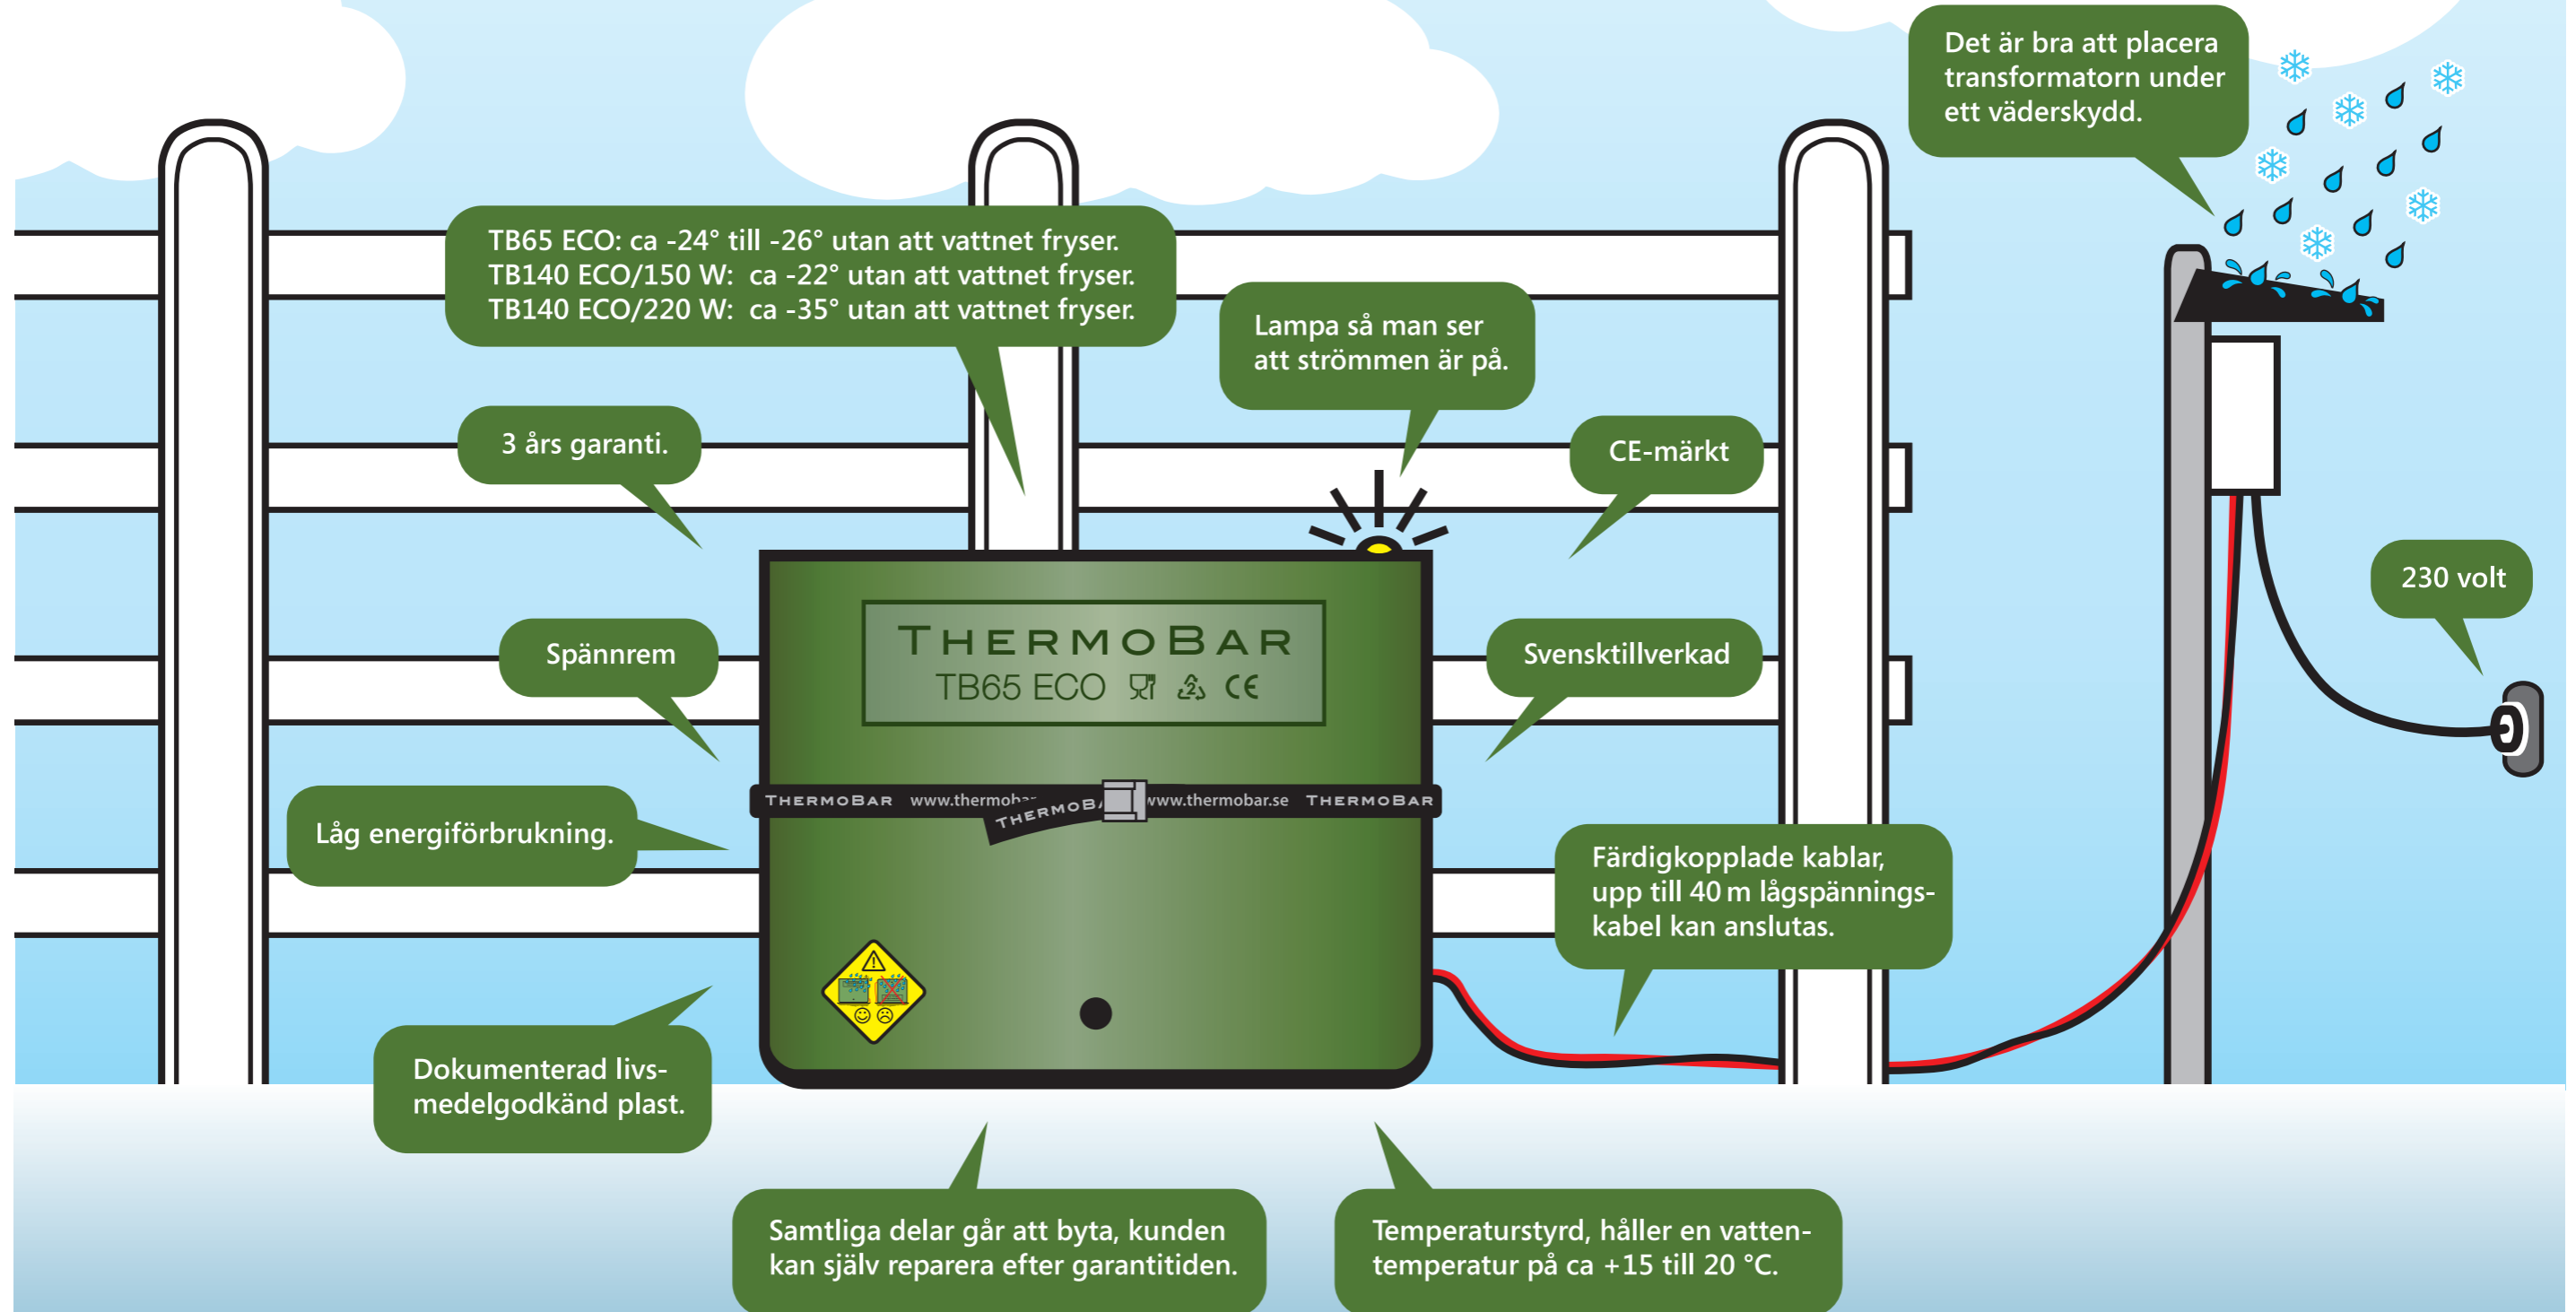 Det är bra att placera
transformatorn under
ett väderskydd.
TB65 ECO: ca -24° till -26° utan att vattnet fryser.
TB140 ECO/150 W: ca -22° utan att vattnet fryser.
TB140 ECO/220 W: ca -35° utan att vattnet fryser.
Lampa så man ser
att strömmen är på.
3 års garanti.
CE-märkt
230 volt
THERMOBAR
TB65 ECO CE
Spännrem
Svensktillverkad
THERMOBAR www.thermobar www.thermobar.se THERMOBAR
THERMOBA
Låg energiförbrukning.
Färdigkopplade kablar,
upp till 40 m lågspännings-
kabel kan anslutas.
Dokumenterad livs-
medelgodkänd plast.
Samtliga delar går att byta, kunden
kan själv reparera efter garantitiden.
Temperaturstyrd, håller en vatten-
temperatur på ca +15 till 20 °C.